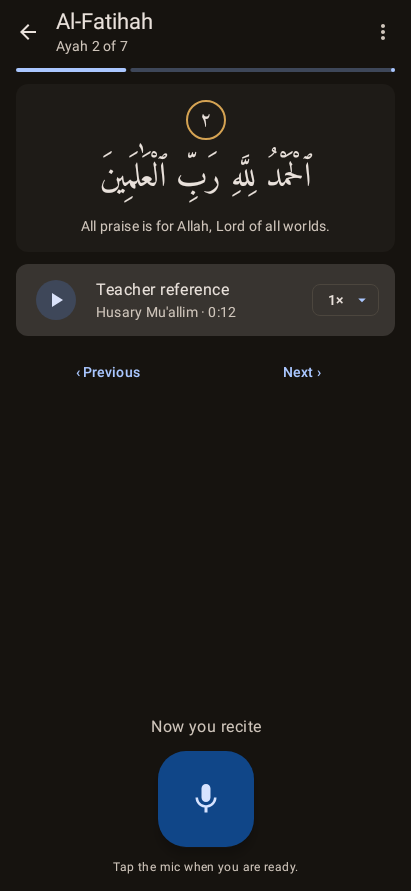 Al-Fatihah
Ayah 2 of 7
٢
ٱلْحَمْدُ لِلَّهِ رَبِّ ٱلْعَٰلَمِينَ
All praise is for Allah, Lord of all worlds.
Teacher reference
Husary Mu'allim · 0:12
1×
‹ Previous
Next ›
Now you recite
Tap the mic when you are ready.